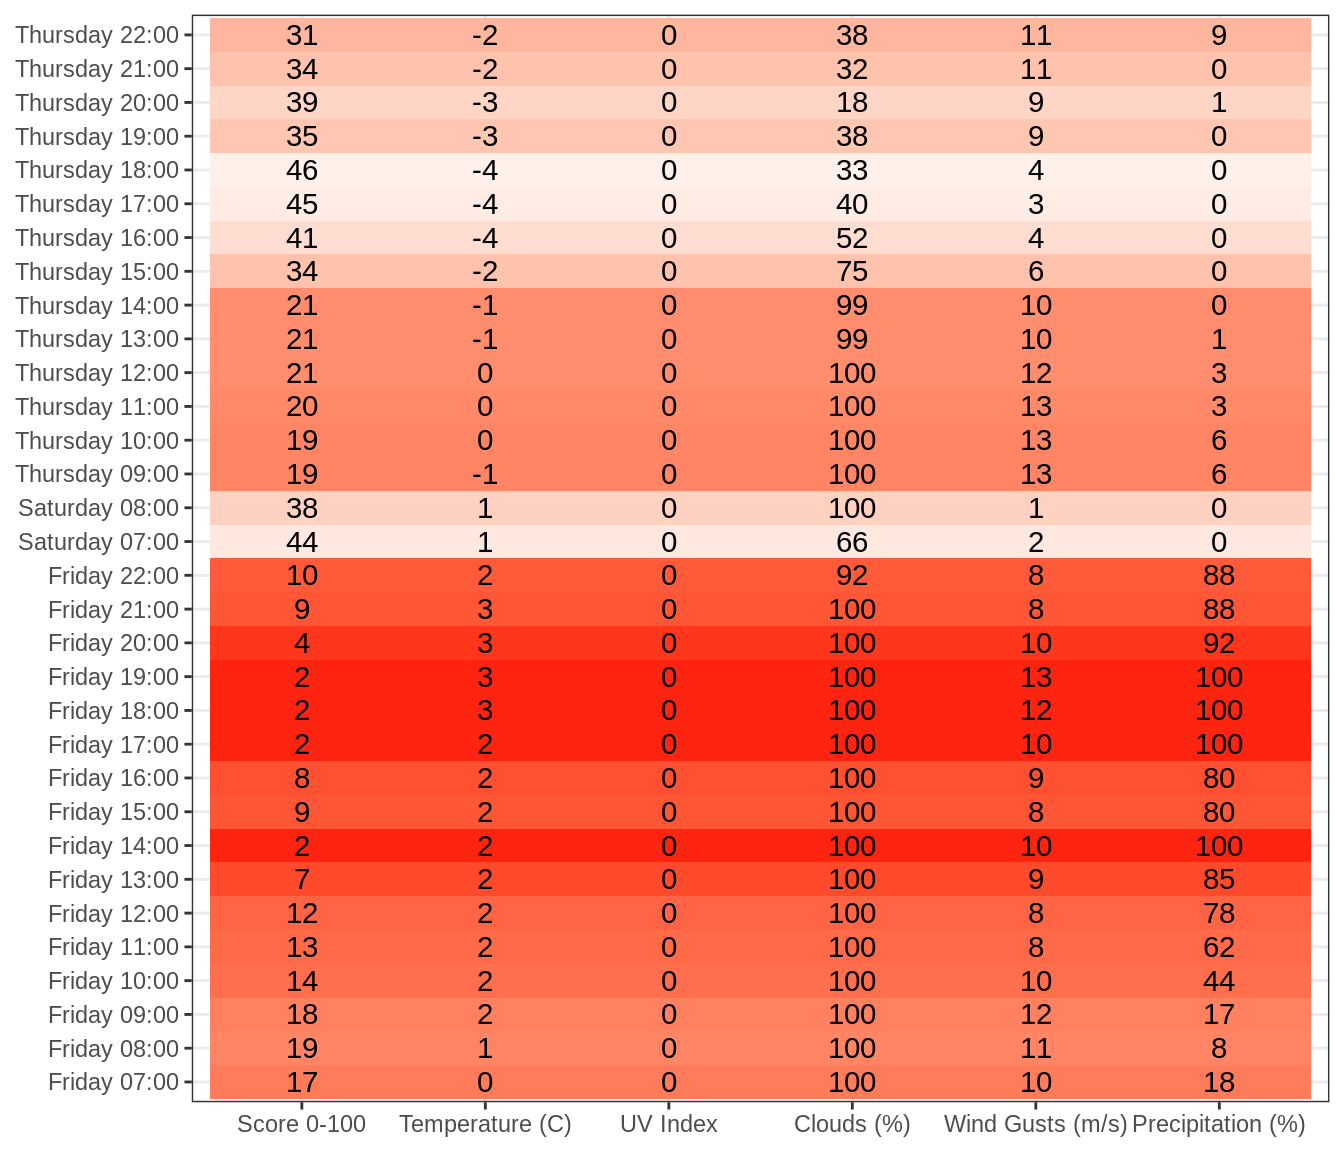 Thursday 22:00 31 -2 0 38 11 9
Thursday 21:00 34 -2 0 32 11 0
Thursday 20:00 39 -3 0 18 9 1
Thursday 19:00 35 -3 0 38 9 0
Thursday 18:00 46 -4 0 33 4 0
Thursday 17:00 45 -4 0 40 3 0
Thursday 16:00 41 -4 0 52 4 0
Thursday 15:00 34 -2 0 75 6 0
Thursday 14:00 21 -1 0 99 10 0
Thursday 13:00 21 -1 0 99 10 1
Thursday 12:00 21 0 0 100 12 3
Thursday 11:00 20 0 0 100 13 3
Thursday 10:00 19 0 0 100 13 6
Thursday 09:00 19 -1 0 100 13 6
Saturday 08:00 38 1 0 100 1 0
Saturday 07:00 44 1 0 66 2 0
Friday 22:00 10 2 0 92 8 88
Friday 21:00 9 3 0 100 8 88
Friday 20:00 4 3 0 100 10 92
Friday 19:00 2 3 0 100 13 100
Friday 18:00 2 3 0 100 12 100
Friday 17:00 2 2 0 100 10 100
Friday 16:00 8 2 0 100 9 80
Friday 15:00 9 2 0 100 8 80
Friday 14:00 2 2 0 100 10 100
Friday 13:00 7 2 0 100 9 85
Friday 12:00 12 2 0 100 8 78
Friday 11:00 13 2 0 100 8 62
Friday 10:00 14 2 0 100 10 44
Friday 09:00 18 2 0 100 12 17
Friday 08:00 19 1 0 100 11 8
Friday 07:00 17 0 0 100 10 18
Score 0-100 Temperature (C) UV Index Clouds (%) Wind Gusts (m/s) Precipitation (%)